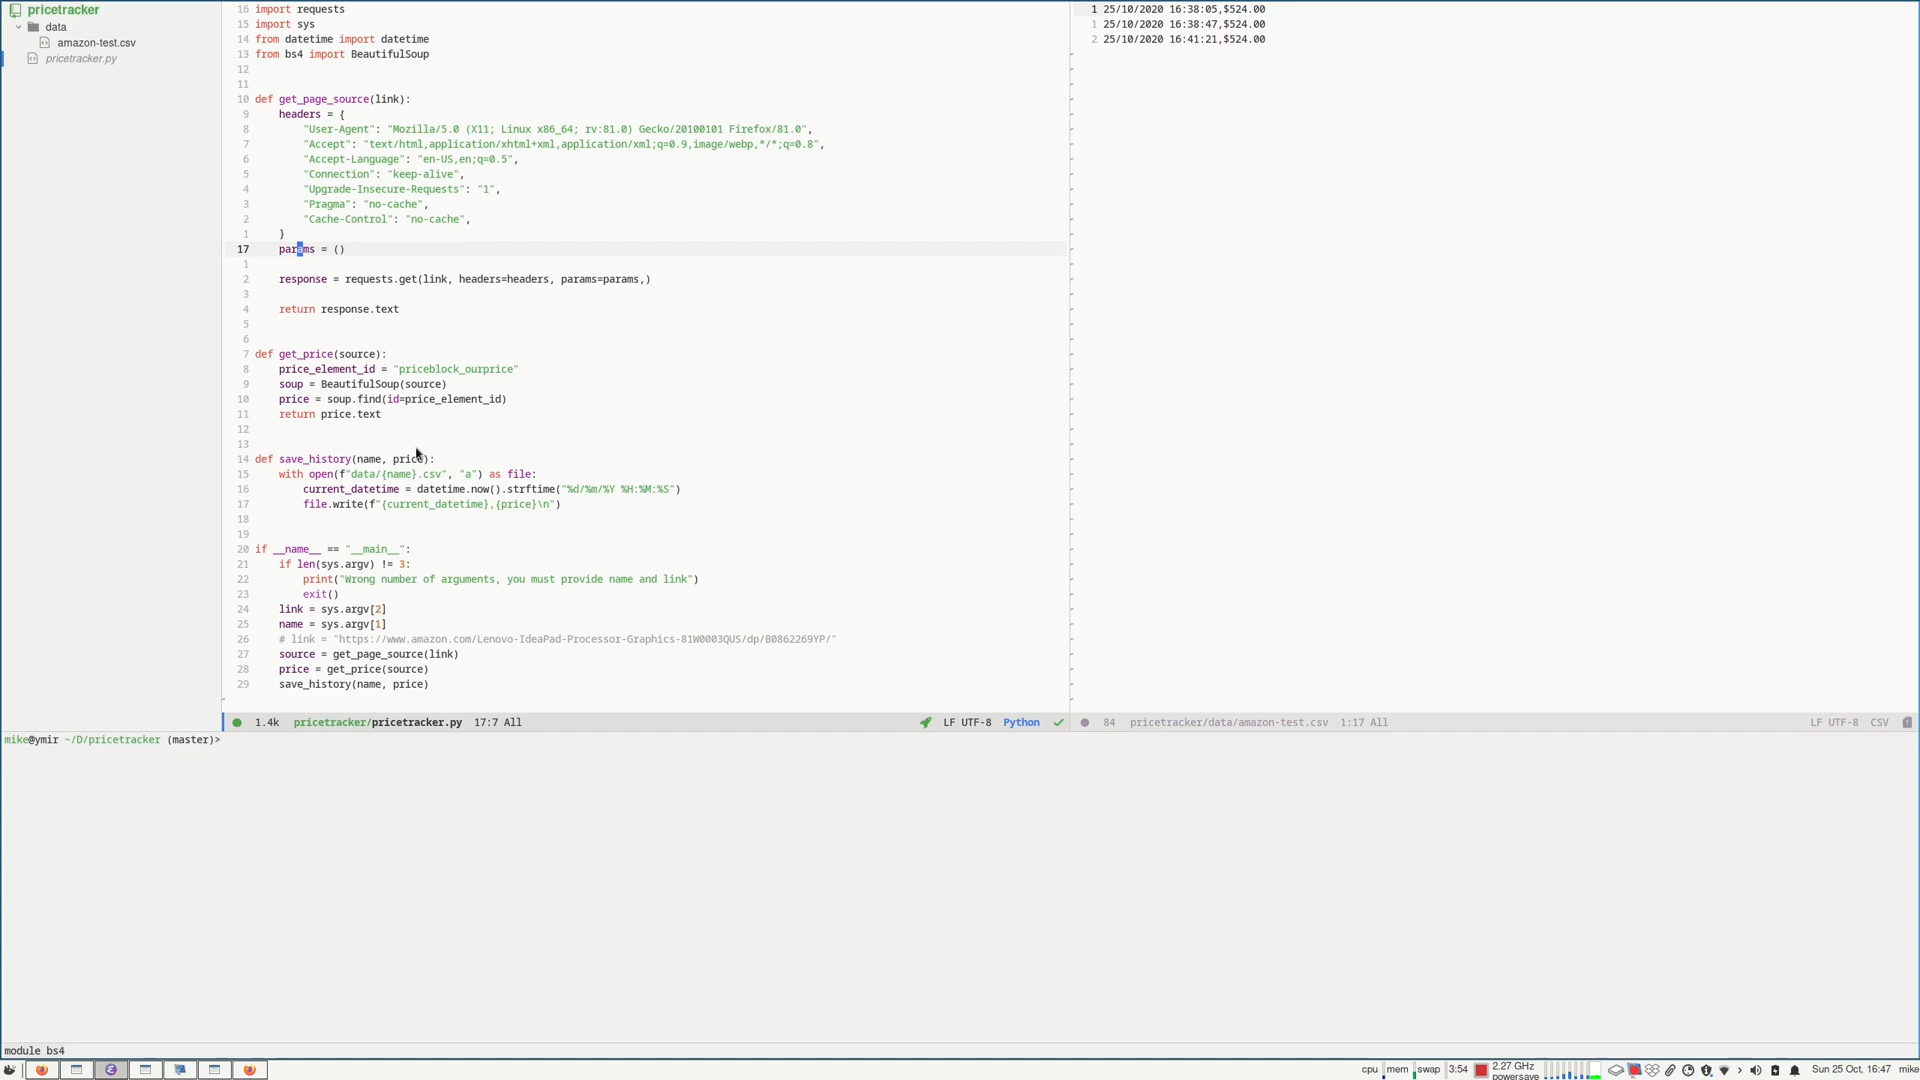 pricetracker
data
amazon-test.csv
pricetracker.py
16 import requests
15 import sys
14 from datetime import datetime
13 from bs4 import BeautifulSoup
12
11
10 def get_page_source(link):
9 headers = {
8 "User-Agent": "Mozilla/5.0 (X11; Linux x86_64; rv:81.0) Gecko/20100101 Firefox/81.0",
7 "Accept": "text/html,application/xhtml+xml,application/xml;q=0.9,image/webp,*/*;q=0.8",
6 "Accept-Language": "en-US,en;q=0.5",
5 "Connection": "keep-alive",
4 "Upgrade-Insecure-Requests": "1",
3 "Pragma": "no-cache",
2 "Cache-Control": "no-cache",
1 }
17 params = ()
1
2 response = requests.get(link, headers=headers, params=params,)
3
4 return response.text
5
6
7 def get_price(source):
8 price_element_id = "priceblock_ourprice"
9 soup = BeautifulSoup(source)
10 price = soup.find(id=price_element_id)
11 return price.text
12
13
14 def save_history(name, price):
15 with open(f"data/{name}.csv", "a") as file:
16 current_datetime = datetime.now().strftime("%d/%m/%Y %H:%M:%S")
17 file.write(f"{current_datetime},{price}\n")
18
19
20 if __name__ == "__main__":
21 if len(sys.argv) != 3:
22 print("Wrong number of arguments, you must provide name and link")
23 exit()
24 link = sys.argv[2]
25 name = sys.argv[1]
26 # link = "https://www.amazon.com/Lenovo-IdeaPad-Processor-Graphics-81W0003QUS/dp/B0862269YP/"
27 source = get_page_source(link)
28 price = get_price(source)
29 save_history(name, price)
1.4k pricetracker/pricetracker.py 17:7 All LF UTF-8 Python
1 25/10/2020 16:38:05,$524.00
1 25/10/2020 16:38:47,$524.00
2 25/10/2020 16:41:21,$524.00
84 pricetracker/data/amazon-test.csv 1:17 All LF UTF-8 CSV
mike@ymir ~/D/pricetracker (master)>
module bs4
cpu mem swap 3:54 2.27 GHz powersave Sun 25 Oct, 16:47 mike